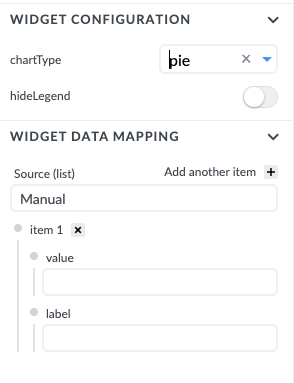 WIDGET CONFIGURATION
chartType pie
hideLegend
WIDGET DATA MAPPING
Source (list) Add another item
Manual
item 1
value
label